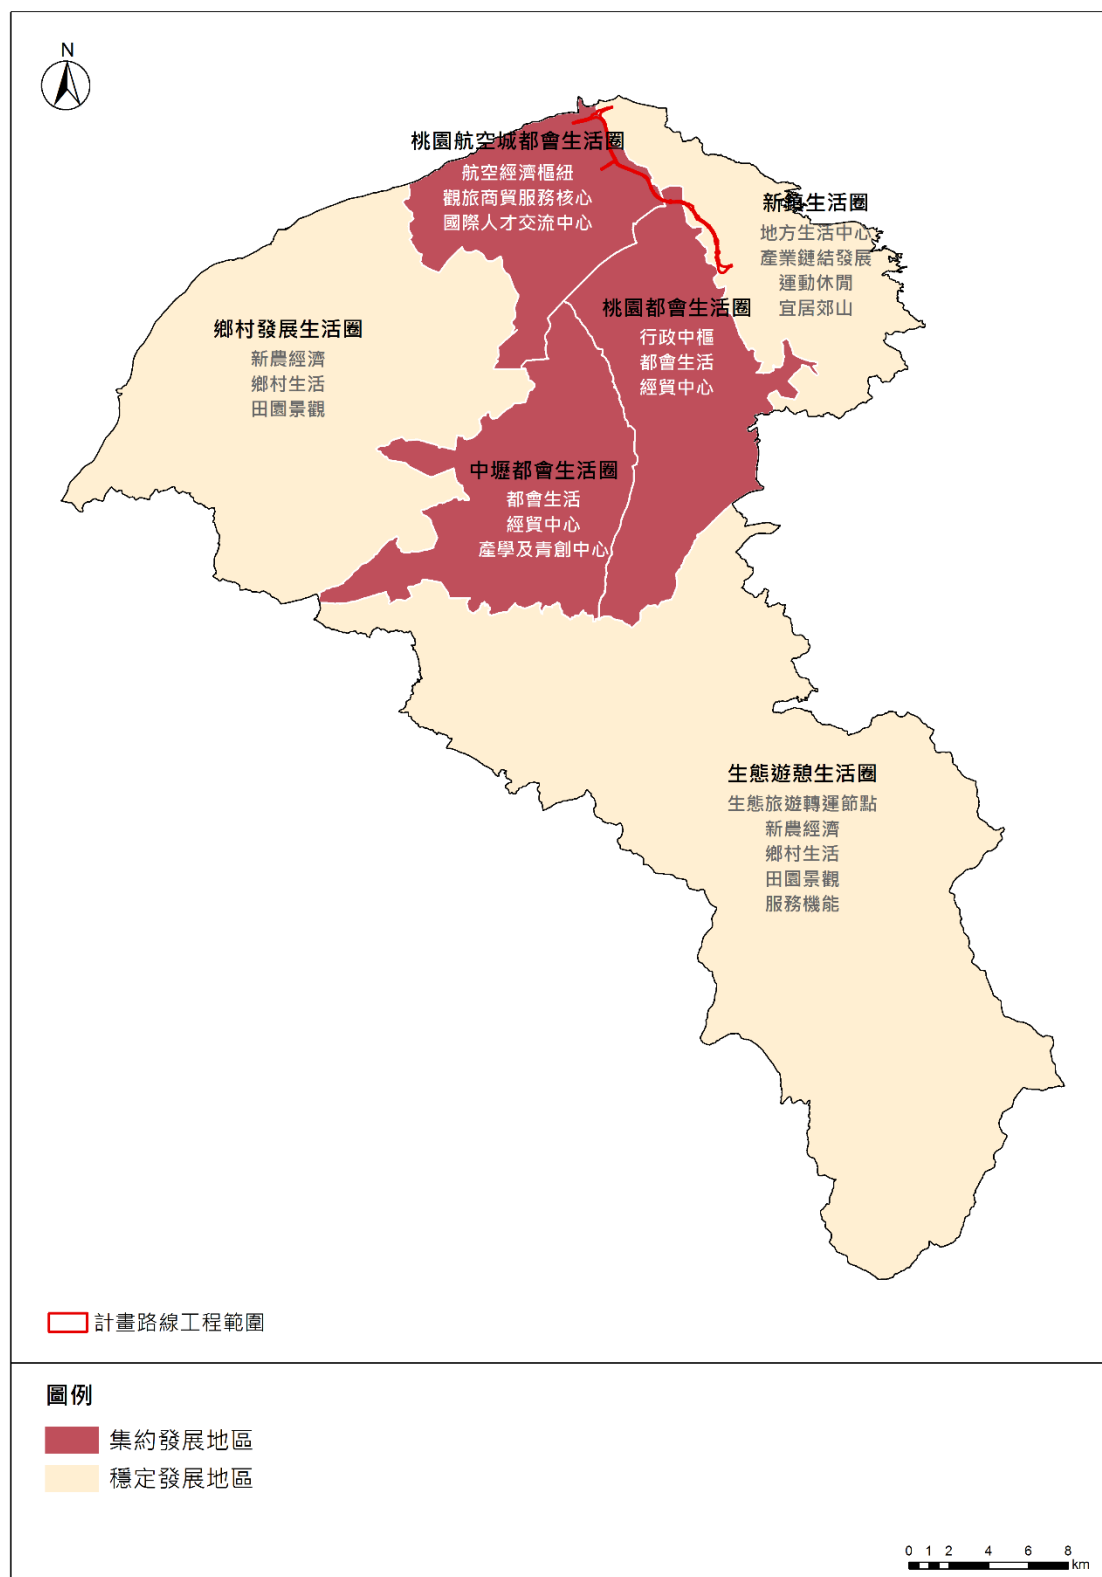 N
桃園航空城都會生活圈
航空經濟樞紐
觀旅商貿服務核心
國際人才交流中心
新鎮生活圈
地方生活中心
產業鏈結發展
運動休閒
宜居郊山
桃園都會生活圈
行政中樞
都會生活
經貿中心
鄉村發展生活圈
新農經濟
鄉村生活
田園景觀
中壢都會生活圈
都會生活
經貿中心
產學及青創中心
生態遊憩生活圈
生態旅遊轉運節點
新農經濟
鄉村生活
田園景觀
服務機能
計畫路線工程範圍
圖例
集約發展地區
穩定發展地區
0 1 2 4 6 8
km